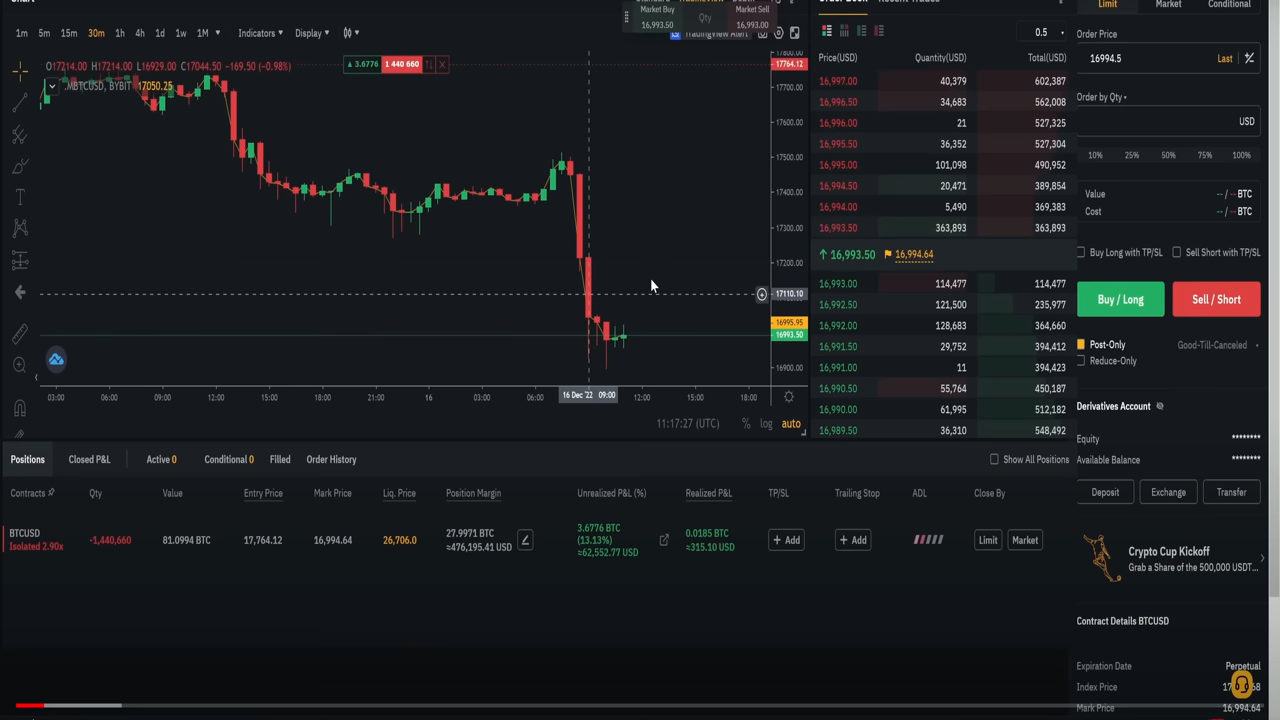 Market Buy
16,993.50
Qty
Market Sell
16,993.00
1m 5m 15m 30m 1h 4h 1d 1w 1M Indicators Display TradingView Alert
O17214.00 H17214.00 L16929.00 C17044.50 -169.50 (-0.98%)
.MBTCUSD, BYBIT 17050.25
3.6776 1 440 660
17800.00
17764.12
17700.00
17600.00
17500.00
17400.00
17300.00
17200.00
17110.10
16995.95
16993.50
16900.00
03:00 06:00 09:00 12:00 15:00 18:00 21:00 16 03:00 06:00 16 Dec '22 09:00 12:00 15:00 18:00
11:17:27 (UTC) % log auto
0.5
Price(USD) Quantity(USD) Total(USD)
16,997.00 40,379 602,387
16,996.50 34,683 562,008
16,996.00 21 527,325
16,995.50 36,352 527,304
16,995.00 101,098 490,952
16,994.50 20,471 389,854
16,994.00 5,490 369,383
16,993.50 363,893 363,893
16,993.50 16,994.64
16,993.00 114,477 114,477
16,992.50 121,500 235,977
16,992.00 128,683 364,660
16,991.50 29,752 394,412
16,991.00 11 394,423
16,990.50 55,764 450,187
16,990.00 61,995 512,182
16,989.50 36,310 548,492
Limit Market Conditional
Order Price
16994.5 Last
Order by Qty
USD
10% 25% 50% 75% 100%
Value -- / -- BTC
Cost -- / -- BTC
Buy Long with TP/SL Sell Short with TP/SL
Buy / Long Sell / Short
Post-Only Good-Till-Canceled
Reduce-Only
Derivatives Account
Equity ********
Available Balance ********
Deposit Exchange Transfer
Crypto Cup Kickoff
Grab a Share of the 500,000 USDT...
Contract Details BTCUSD
Expiration Date Perpetual
Index Price
Mark Price 16,994.64
Positions Closed P&L Active 0 Conditional 0 Filled Order History Show All Positions
Contracts Qty Value Entry Price Mark Price Liq. Price Position Margin Unrealized P&L (%) Realized P&L TP/SL Trailing Stop ADL Close By
BTCUSD
Isolated 2.90x
-1,440,660 81.0994 BTC 17,764.12 16,994.64 26,706.0
27.9971 BTC
≈476,195.41 USD
3.6776 BTC
(13.13%)
≈62,552.77 USD
0.0185 BTC
≈315.10 USD
+ Add + Add Limit Market